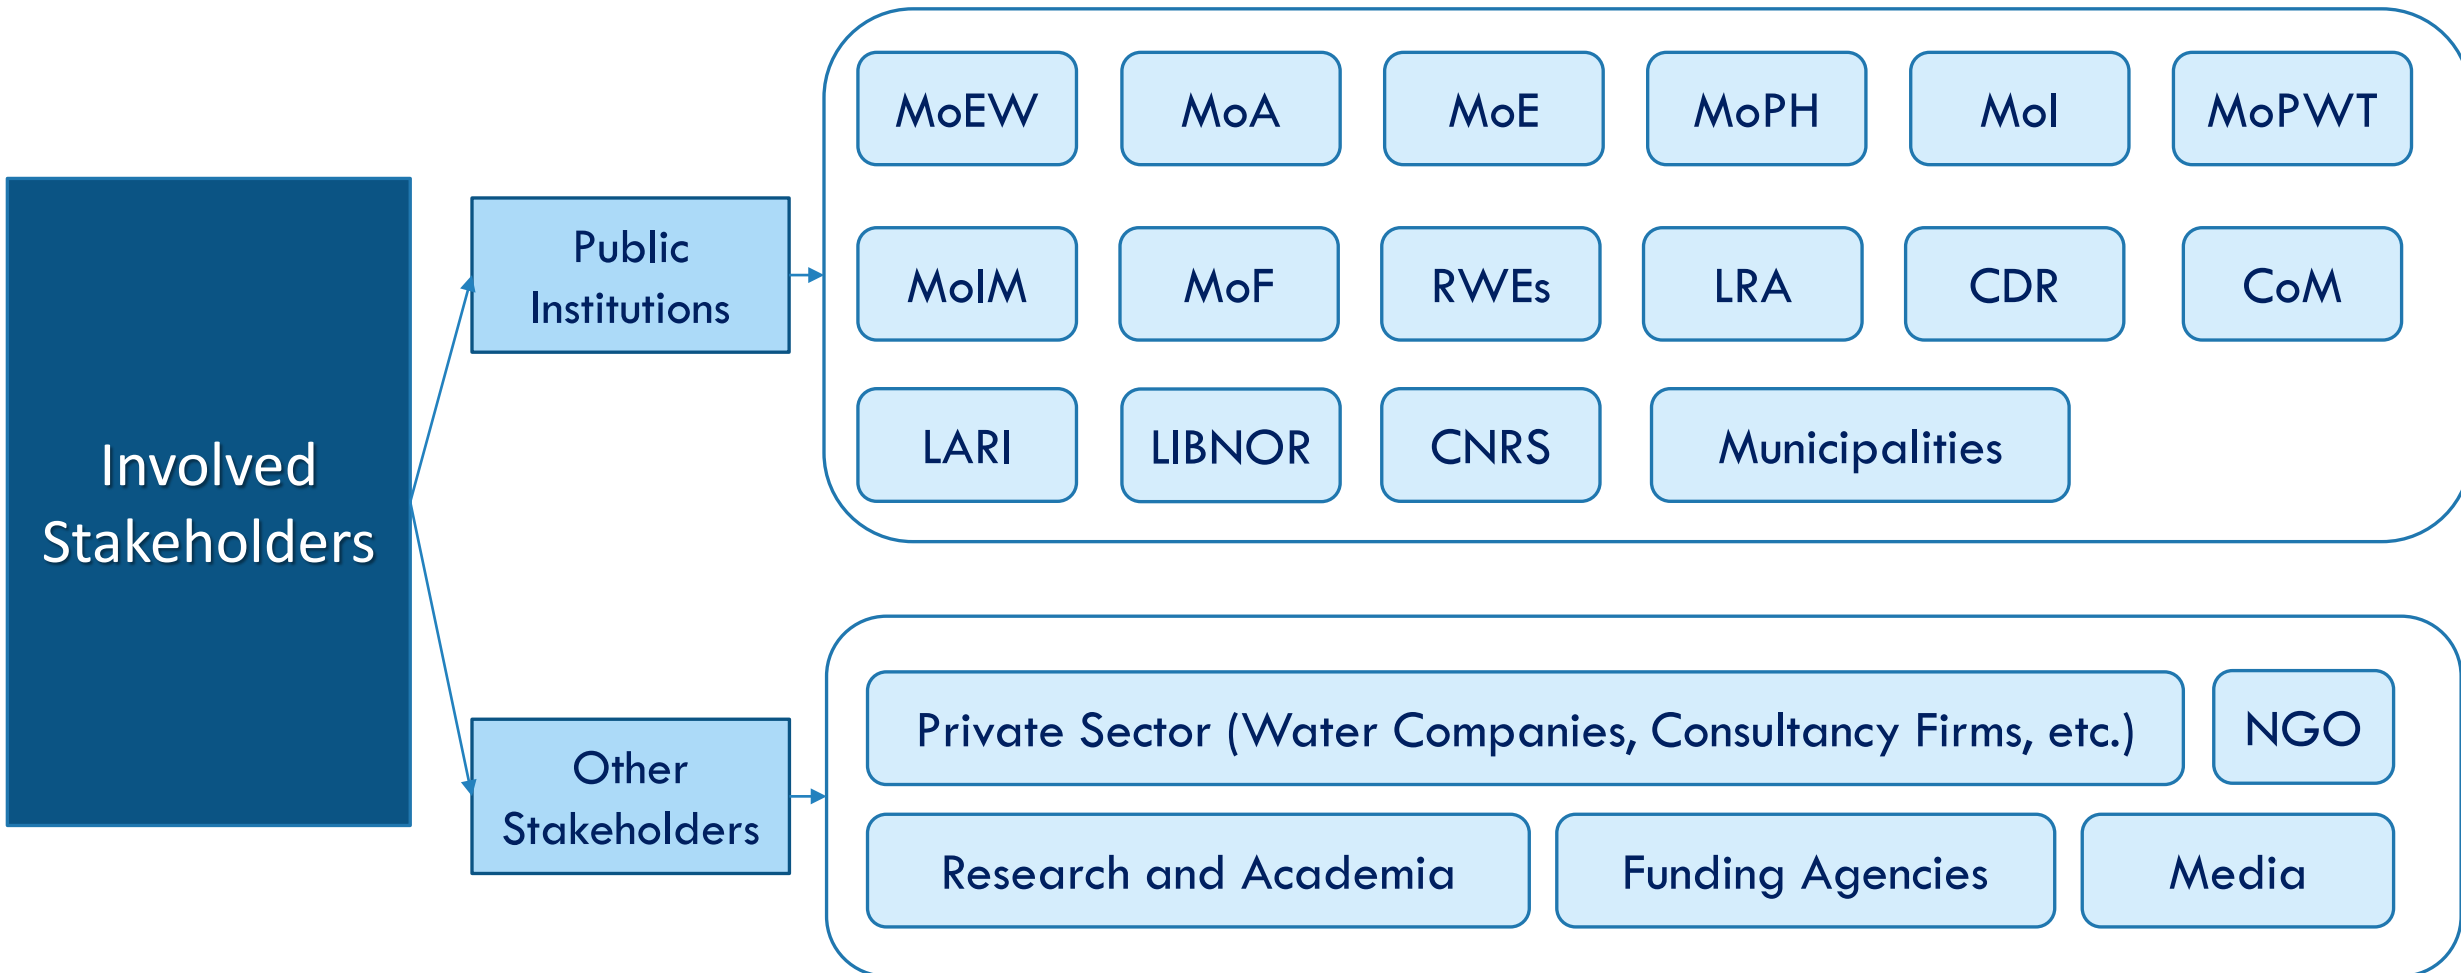 Involved
Stakeholders
Public
Institutions
MoEW
MoA
MoE
MoPH
MoI
MoPWT
MoIM
MoF
RWEs
LRA
CDR
CoM
LARI
LIBNOR
CNRS
Municipalities
Other
Stakeholders
Private Sector (Water Companies, Consultancy Firms, etc.)
NGO
Research and Academia
Funding Agencies
Media